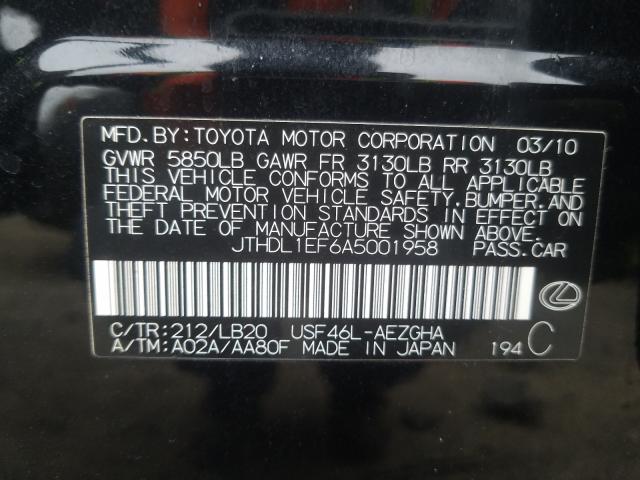 MFD.BY:TOYOTA MOTOR CORPORATION 03/10
GVWR 5850LB GAWR FR 3130LB RR 3130LB
THIS VEHICLE CONFORMS TO ALL APPLICABLE
FEDERAL MOTOR VEHICLE SAFETY,BUMPER,AND
THEFT PREVENTION STANDARDS IN EFFECT ON
THE DATE OF MANUFACTURE SHOWN ABOVE.
JTHDL1EF6A5001958 PASS.CAR
C/TR:212/LB20 USF46L-AEZGHA
A/TM:A02A/AA80F MADE IN JAPAN 194 C